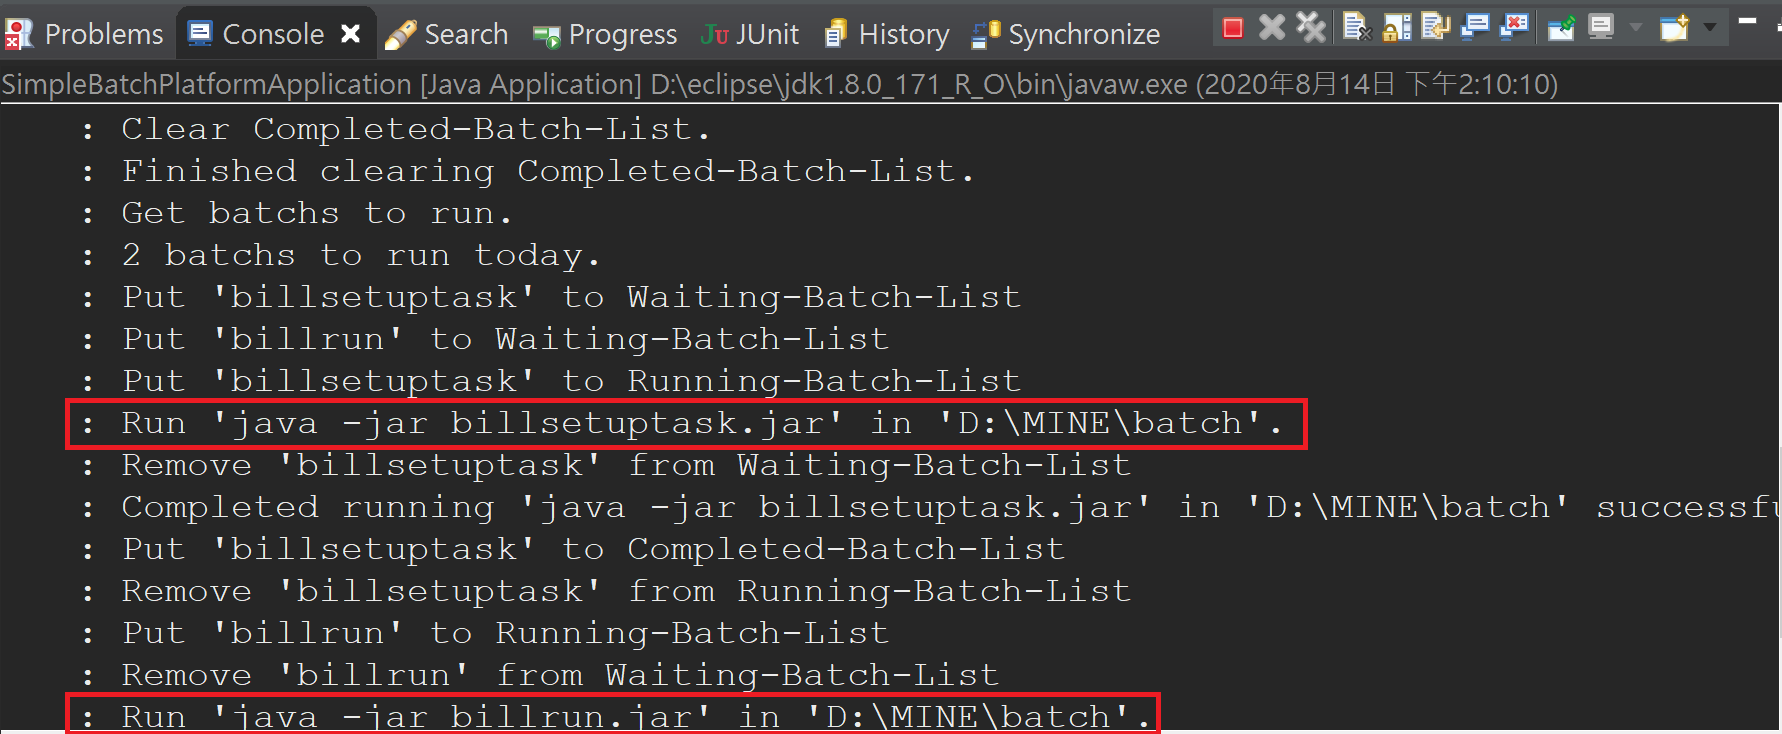 Problems Console Search Progress JUnit History Synchronize
SimpleBatchPlatformApplication [Java Application] D:\eclipse\jdk1.8.0_171_R_O\bin\javaw.exe (2020年8月14日 下午2:10:10)
: Clear Completed-Batch-List.
: Finished clearing Completed-Batch-List.
: Get batchs to run.
: 2 batchs to run today.
: Put 'billsetuptask' to Waiting-Batch-List
: Put 'billrun' to Waiting-Batch-List
: Put 'billsetuptask' to Running-Batch-List
: Run 'java -jar billsetuptask.jar' in 'D:\MINE\batch'.
: Remove 'billsetuptask' from Waiting-Batch-List
: Completed running 'java -jar billsetuptask.jar' in 'D:\MINE\batch' successfu
: Put 'billsetuptask' to Completed-Batch-List
: Remove 'billsetuptask' from Running-Batch-List
: Put 'billrun' to Running-Batch-List
: Remove 'billrun' from Waiting-Batch-List
: Run 'java -jar billrun.jar' in 'D:\MINE\batch'.